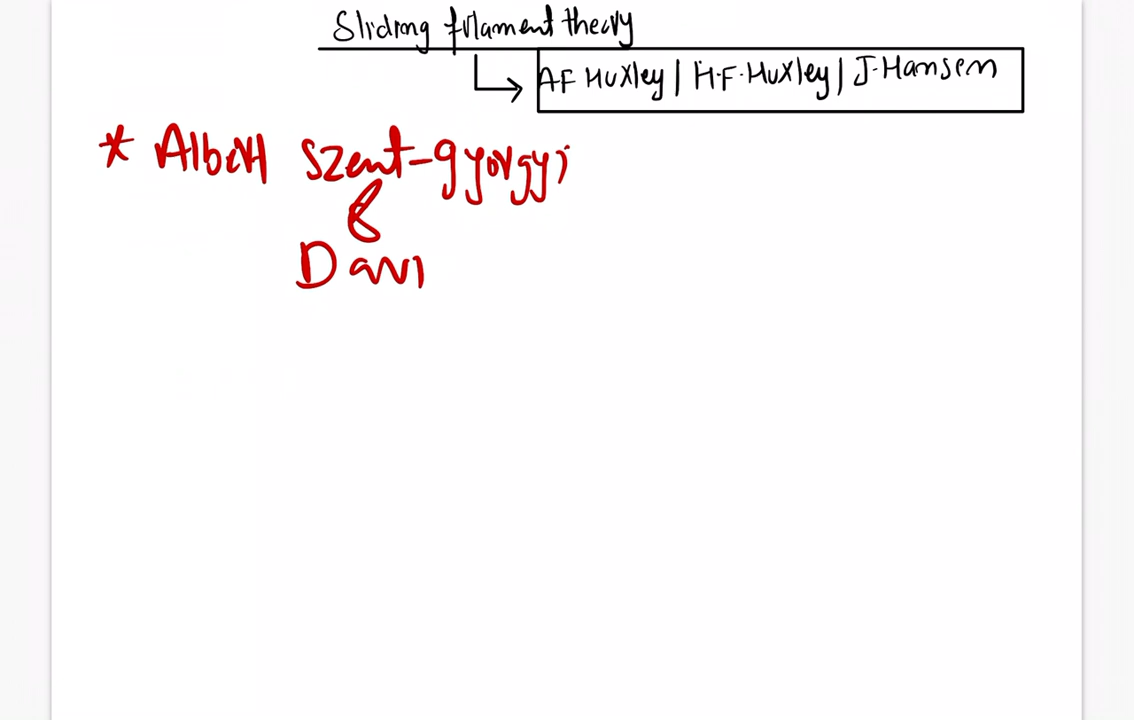 Sliding filament theory
AF Huxley | H.F. Huxley | J. Hansen
* Albert Szent-gyorgyi
&
Davi